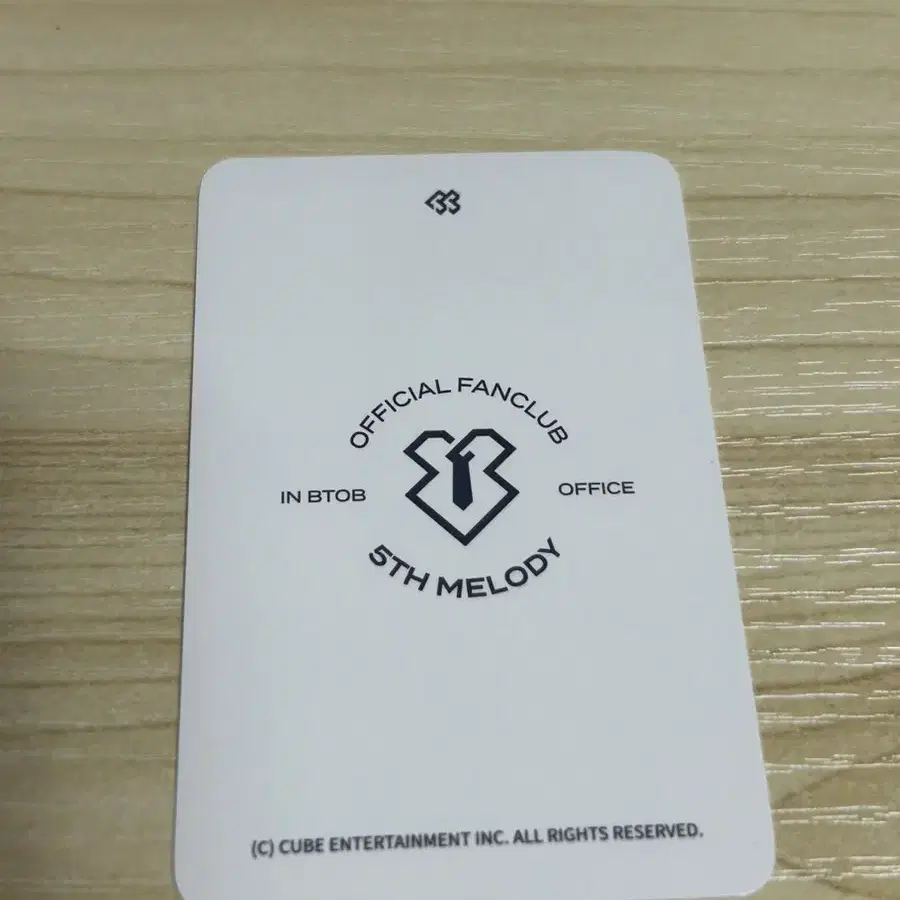 OFFICIAL FANCLUB
IN BTOB
OFFICE
5TH MELODY
(C) CUBE ENTERTAINMENT INC. ALL RIGHTS RESERVED.